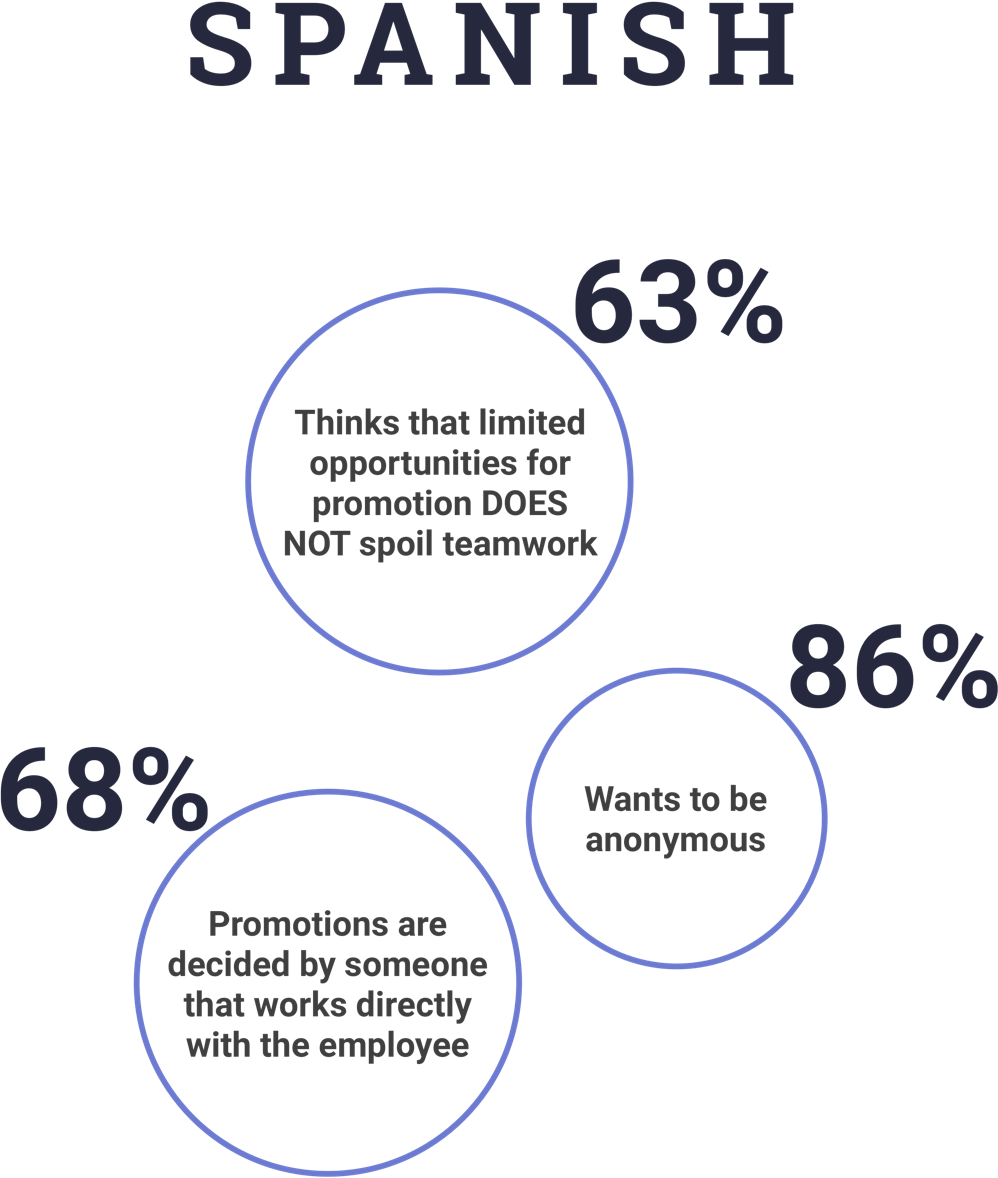 SPANISH
63%
Thinks that limited
opportunities for
promotion DOES
NOT spoil teamwork
86%
Wants to be
anonymous
68%
Promotions are
decided by someone
that works directly
with the employee